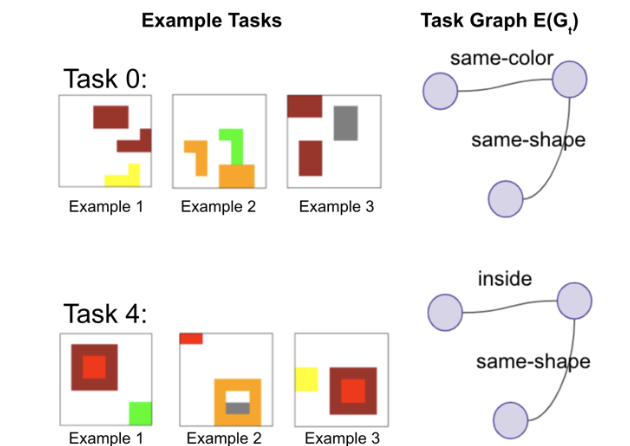 Example Tasks
Task Graph E(Gt)
Task 0:
same-color
same-shape
Example 1
Example 2
Example 3
Task 4:
inside
same-shape
Example 1
Example 2
Example 3